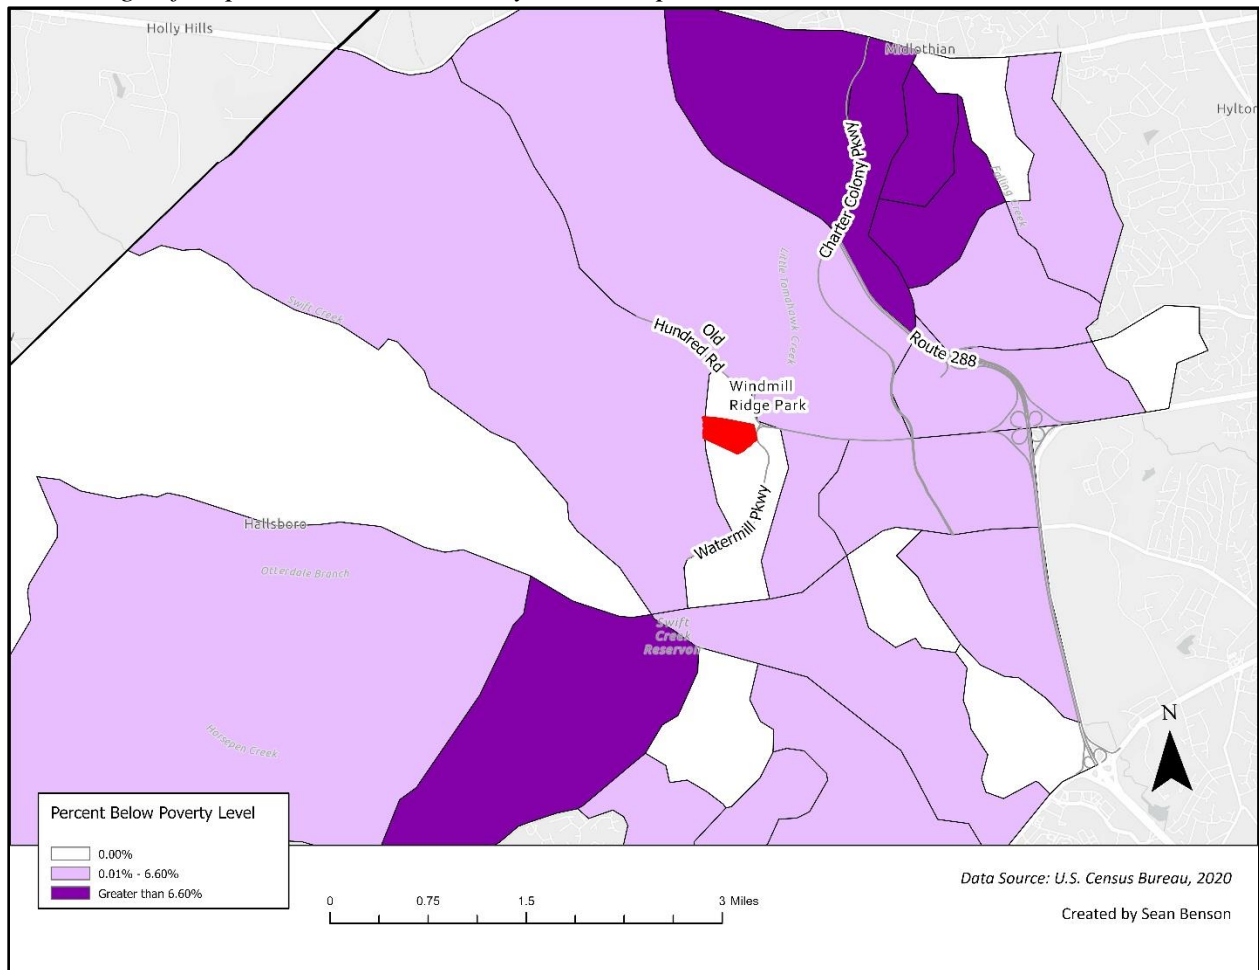 Holly Hills
Midlothian
Hylton
Charter Colony Pkwy
Falling Creek
Little Tomahawk Creek
Swift Creek
Old
Hundred Rd
Route 288
Windmill
Ridge Park
Watermill Pkwy
Hallsboro
Otterdale Branch
Swift
Creek
Reservoir
Horsepen Creek
N
Percent Below Poverty Level
0.00%
0.01% - 6.60%
Greater than 6.60%
0 0.75 1.5 3 Miles
Data Source: U.S. Census Bureau, 2020
Created by Sean Benson